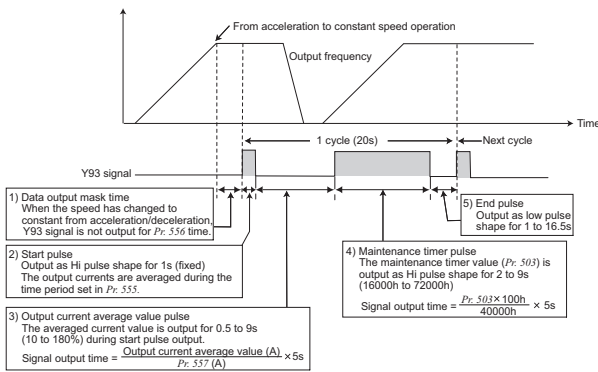 From acceleration to constant speed operation
Output frequency
Time
1 cycle (20s)
Next cycle
Y93 signal
1) Data output mask time
When the speed has changed to
constant from acceleration/deceleration,
Y93 signal is not output for Pr. 556 time.
2) Start pulse
Output as Hi pulse shape for 1s (fixed)
The output currents are averaged during the
time period set in Pr. 555.
3) Output current average value pulse
The averaged current value is output for 0.5 to 9s
(10 to 180%) during start pulse output.
Signal output time = Output current average value (A) / Pr. 557 (A) ×5s
5) End pulse
Output as low pulse
shape for 1 to 16.5s
4) Maintenance timer pulse
The maintenance timer value (Pr. 503) is
output as Hi pulse shape for 2 to 9s
(16000h to 72000h)
Signal output time = Pr. 503×100h / 40000h × 5s